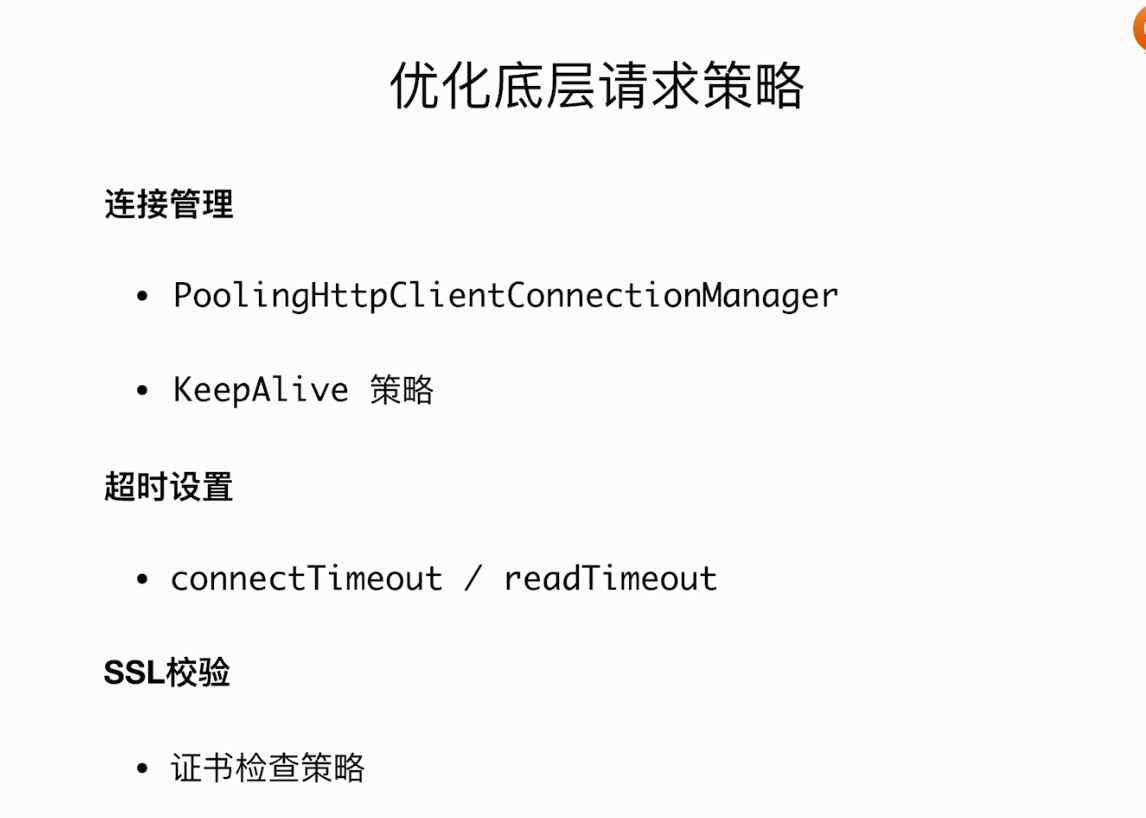 优化底层请求策略
连接管理
• PoolingHttpClientConnectionManager
• KeepAlive 策略
超时设置
• connectTimeout / readTimeout
SSL校验
• 证书检查策略